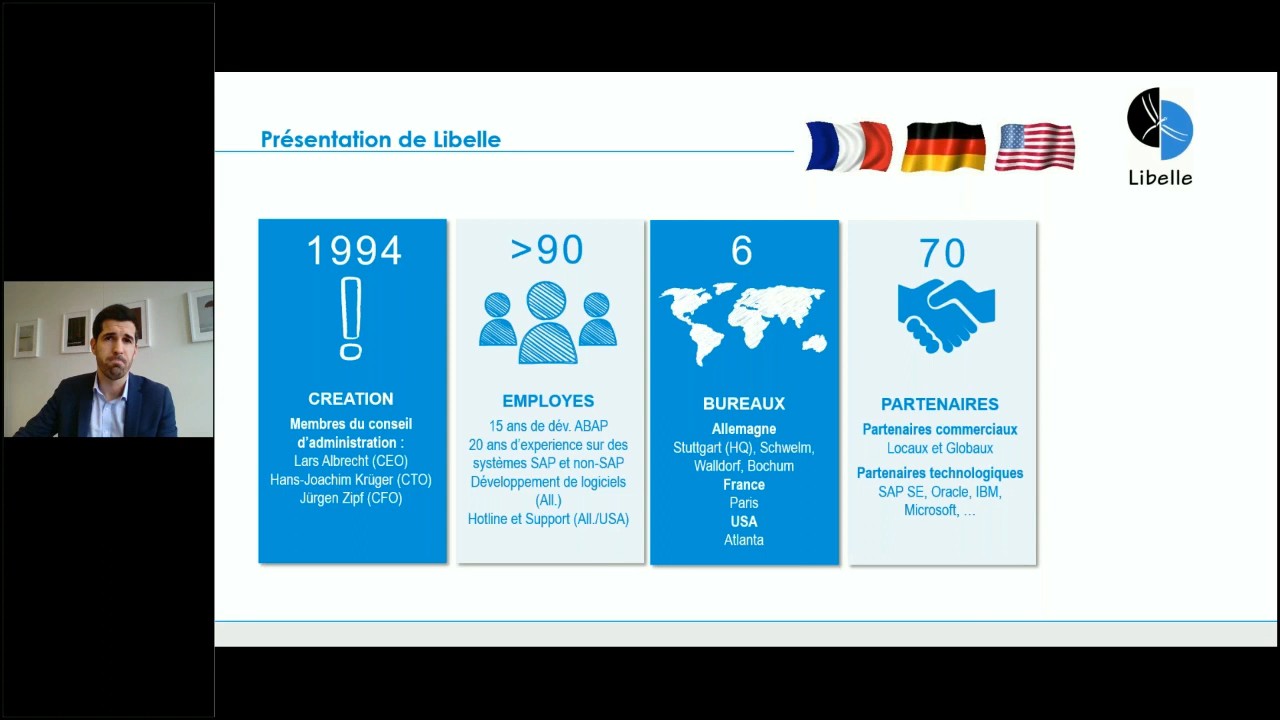 Présentation de Libelle
Libelle
1994
CREATION
Membres du conseil
d'administration :
Lars Albrecht (CEO)
Hans-Joachim Krüger (CTO)
Jürgen Zipf (CFO)
>90
EMPLOYES
15 ans de dév. ABAP
20 ans d'experience sur des
systèmes SAP et non-SAP
Développement de logiciels
(All.)
Hotline et Support (All./USA)
6
BUREAUX
Allemagne
Stuttgart (HQ), Schwelm,
Walldorf, Bochum
France
Paris
USA
Atlanta
70
PARTENAIRES
Partenaires commerciaux
Locaux et Globaux
Partenaires technologiques
SAP SE, Oracle, IBM,
Microsoft, …